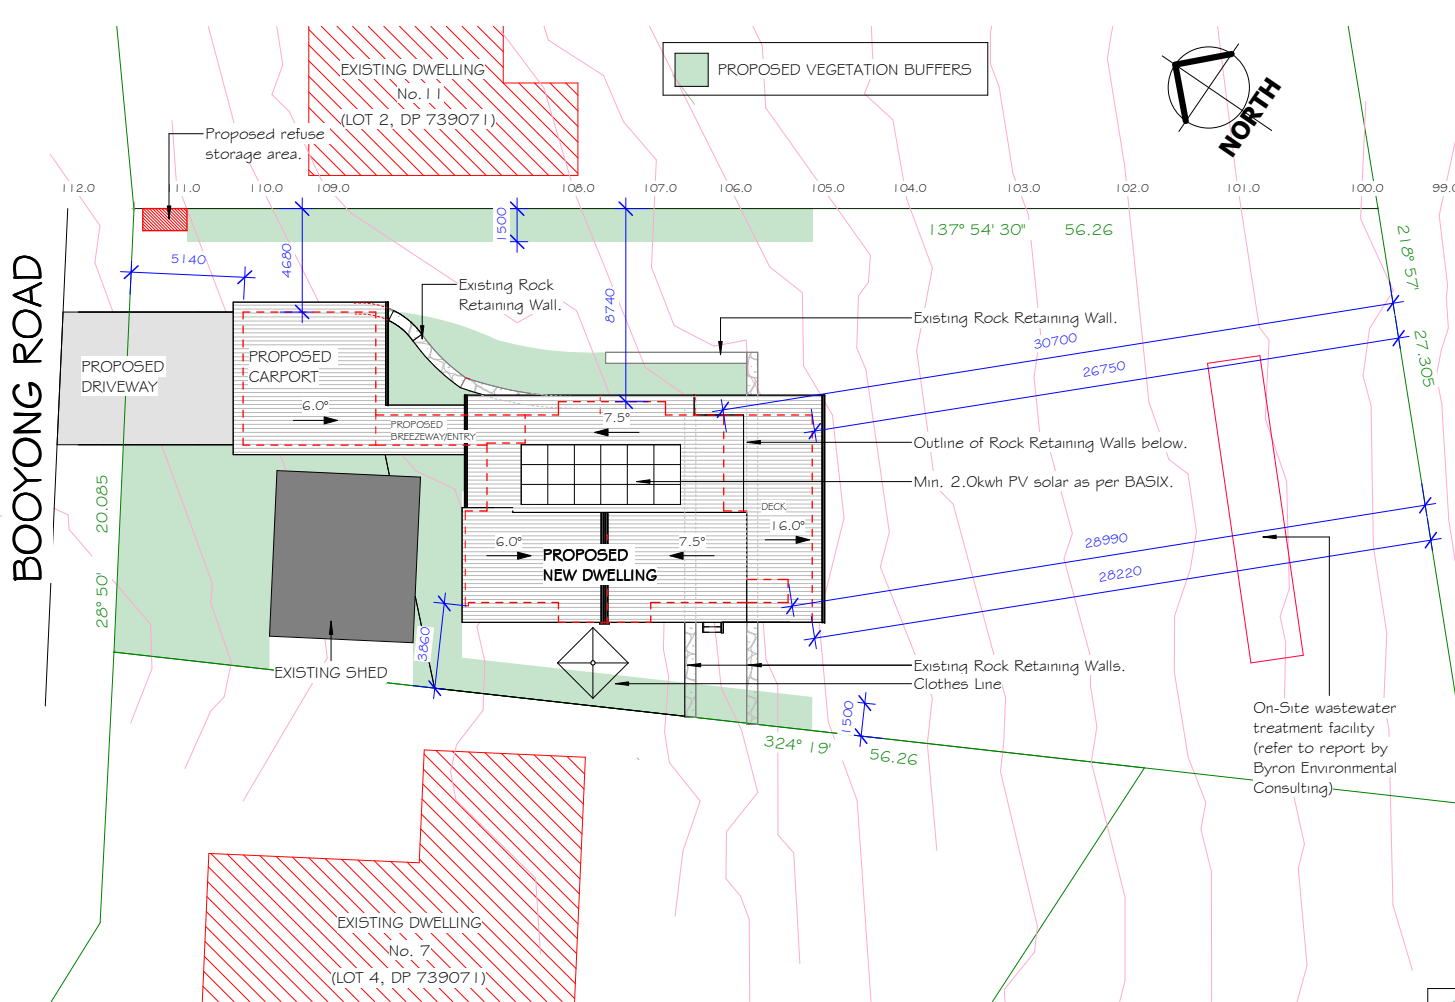 EXISTING DWELLING
No.11
(LOT 2, DP 739071)
PROPOSED VEGETATION BUFFERS
NORTH
Proposed refuse
storage area.
112.0
111.0
110.0
109.0
108.0
107.0
106.0
105.0
104.0
103.0
102.0
101.0
100.0
137° 54' 30" 56.26
218° 57'
27.305
5140
4680
1500
8740
Existing Rock
Retaining Wall.
Existing Rock Retaining Wall.
30700
26750
BOOYONG ROAD
PROPOSED
DRIVEWAY
PROPOSED
CARPORT
6.0°
PROPOSED
BREEZEWAY/ENTRY
7.5°
Outline of Rock Retaining Walls below.
Min. 2.0kwh PV solar as per BASIX.
DECK
16.0°
6.0°
7.5°
PROPOSED
NEW DWELLING
28990
28220
20.085
28° 50'
3860
EXISTING SHED
Existing Rock Retaining Walls.
Clothes Line
1500
324° 19' 56.26
On-Site wastewater
treatment facility
(refer to report by
Byron Environmental
Consulting)
EXISTING DWELLING
No. 7
(LOT 4, DP 739071)